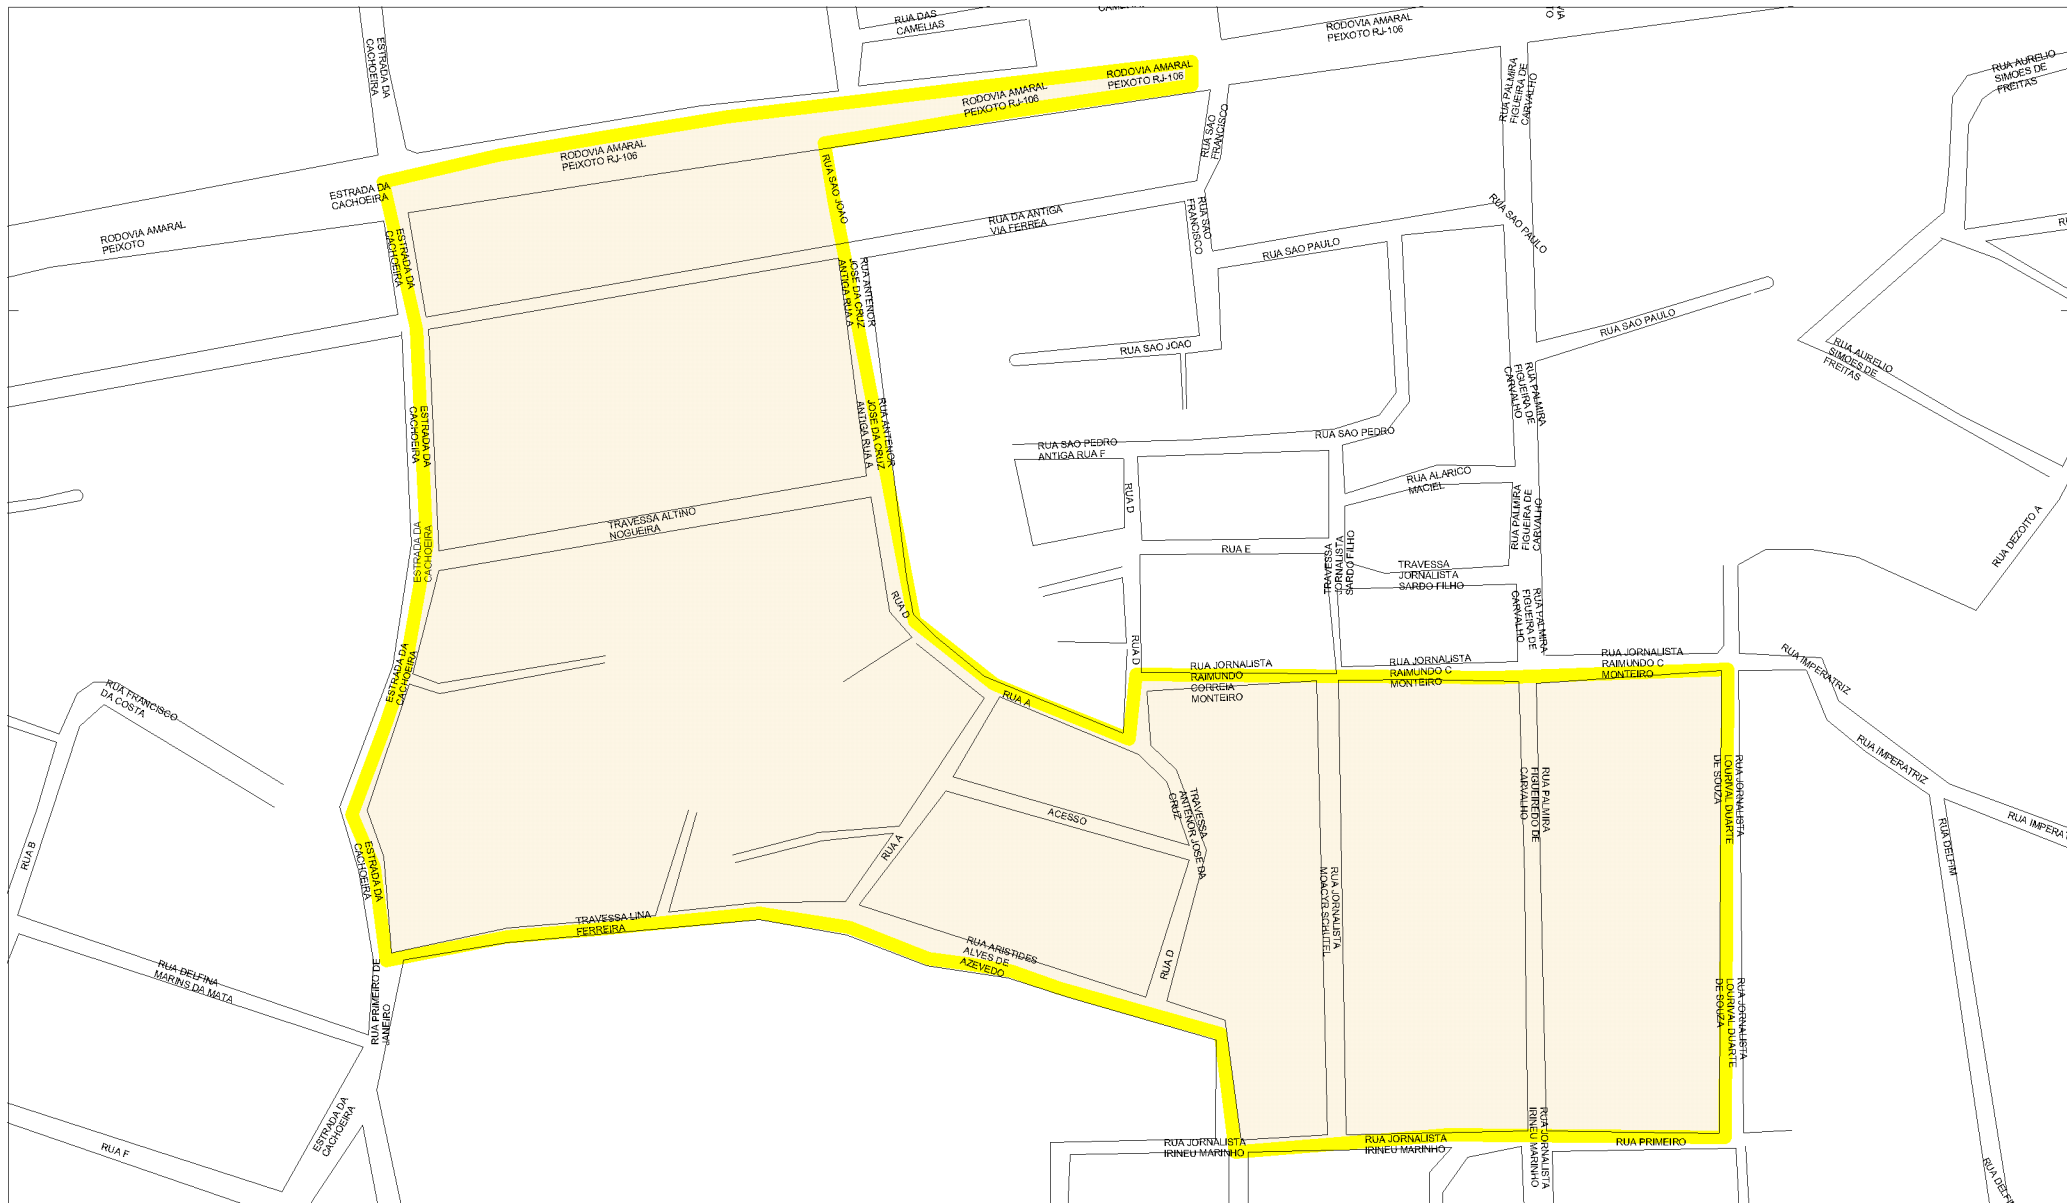 RUA DAS
CAMELIAS
RODOVIA AMARAL
PEIXOTO RJ-106
ESTRADA DA
CACHOEIRA
RODOVIA AMARAL
PEIXOTO RJ-106
RODOVIA AMARAL
PEIXOTO RJ-106
RODOVIA AMARAL
PEIXOTO RJ-106
RUA PALMIRA
FIGUEIRA DE
CARVALHO
RUA AURELIO
SIMOES DE
FREITAS
RUA SAO
FRANCISCO
ESTRADA DA
CACHOEIRA
RUA SAO JOAO
RODOVIA AMARAL
PEIXOTO
ESTRADA DA
CACHOEIRA
RUA DA ANTIGA
VIA FERREA
RUA SAO
FRANCISCO
RUA SAO PAULO
RUA SAO PAULO
RUA ANTENOR
JOSE DA CRUZ
ANTIGA RUA A
RUA SAO JOAO
RUA SAO PAULO
RUA AURELIO
SIMOES DE
FREITAS
RUA PALMIRA
FIGUEIRA DE
CARVALHO
ESTRADA DA
CACHOEIRA
RUA ANTENOR
JOSE DA CRUZ
ANTIGA RUA A
RUA SAO PEDRO
ANTIGA RUA F
RUA SAO PEDRO
RUA ALARICO
MACIEL
RUA D
RUA PALMIRA
FIGUEIRA DE
CARVALHO
TRAVESSA ALTINO
NOGUEIRA
ESTRADA DA
CACHOEIRA
RUA E
TRAVESSA
JORNALISTA
SARDO FILHO
TRAVESSA
JORNALISTA
SARDO FILHO
RUA DEZOITO A
RUA D
RUA PALMIRA
FIGUEIRA DE
CARVALHO
RUA D
RUA JORNALISTA
RAIMUNDO
CORREIA
MONTEIRO
RUA JORNALISTA
RAIMUNDO C
MONTEIRO
RUA JORNALISTA
RAIMUNDO C
MONTEIRO
RUA IMPERATRIZ
ESTRADA DA
CACHOEIRA
RUA A
RUA FRANCISCO
DA COSTA
RUA IMPERATRIZ
RUA JORNALISTA
LOURIVAL DUARTE
DE SOUZA
RUA PALMIRA
FIGUEIREDO DE
CARVALHO
TRAVESSA
ANTENOR JOSE DA
CRUZ
ACESSO
RUA A
RUA B
RUA DELFIM
ESTRADA DA
CACHOEIRA
RUA JORNALISTA
MOACYR SCHUTEL
TRAVESSA LINA
FERREIRA
RUA ARISTIDES
ALVES DE
AZEVEDO
RUA DELFINA
MARINS DA MATA
RUA PRIMEIRO DE
JANEIRO
RUA JORNALISTA
LOURIVAL DUARTE
DE SOUZA
ESTRADA DA
CACHOEIRA
RUA F
RUA JORNALISTA
IRINEU MARINHO
RUA JORNALISTA
IRINEU MARINHO
RUA JORNALISTA
IRINEU MARINHO
RUA PRIMEIRO